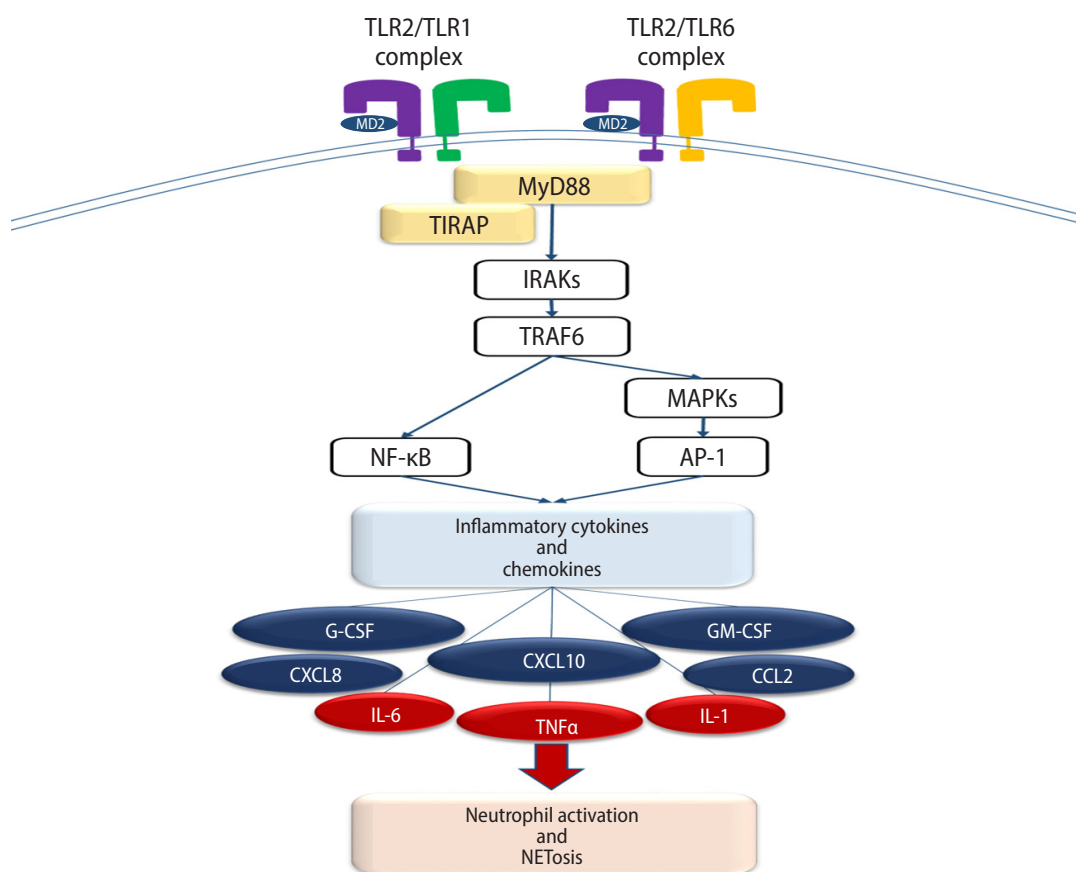 TLR2/TLR1
complex
TLR2/TLR6
complex
MD2
MD2
MyD88
TIRAP
IRAKs
TRAF6
MAPKs
NF-κB
AP-1
Inflammatory cytokines
and
chemokines
G-CSF
GM-CSF
CXCL8
CXCL10
CCL2
IL-6
TNFα
IL-1
Neutrophil activation
and
NETosis